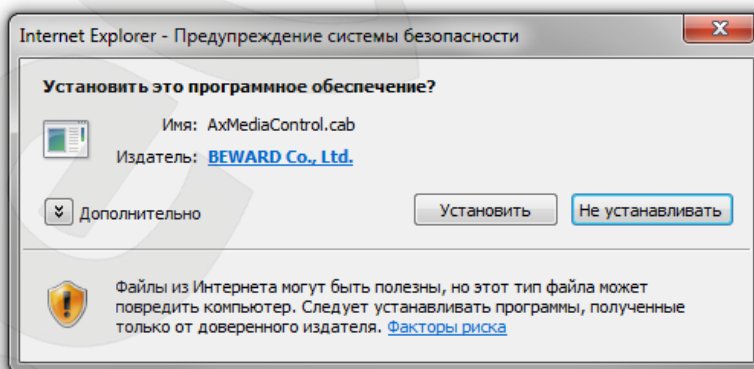 Internet Explorer - Предупреждение системы безопасности
Установить это программное обеспечение?
Имя: AxMediaControl.cab
Издатель: BEWARD Co., Ltd.
Дополнительно
Установить
Не устанавливать
Файлы из Интернета могут быть полезны, но этот тип файла может
повредить компьютер. Следует устанавливать программы, полученные
только от доверенного издателя. Факторы риска